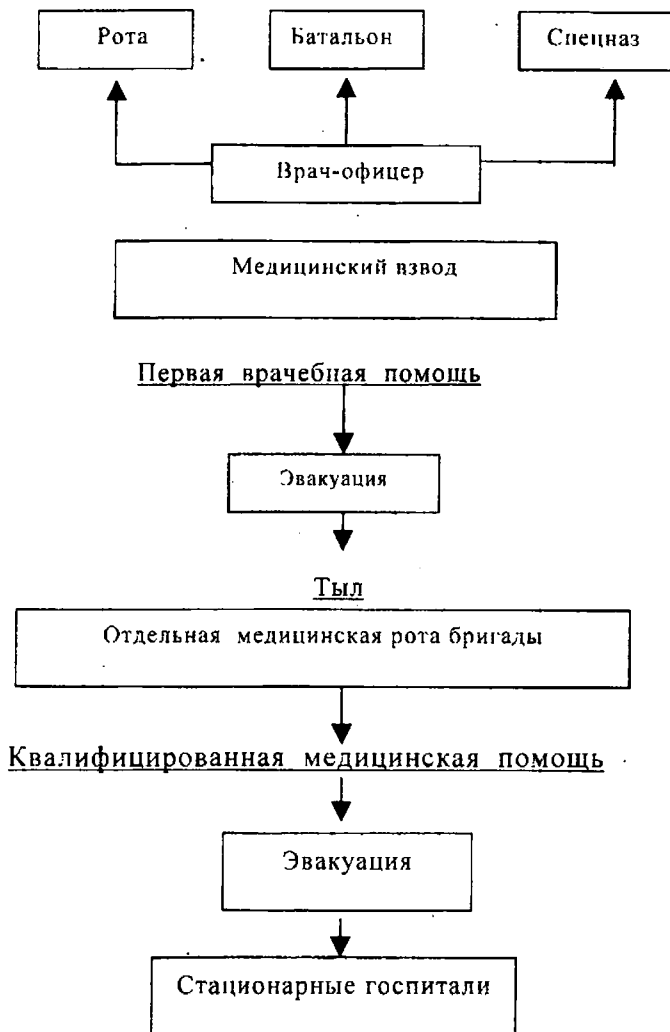 Рота
Батальон
Спецназ
Врач-офицер
Медицинский взвод
Первая врачебная помощь
Эвакуация
Тыл
Отдельная медицинская рота бригады
Квалифицированная медицинская помощь
Эвакуация
Стационарные госпитали